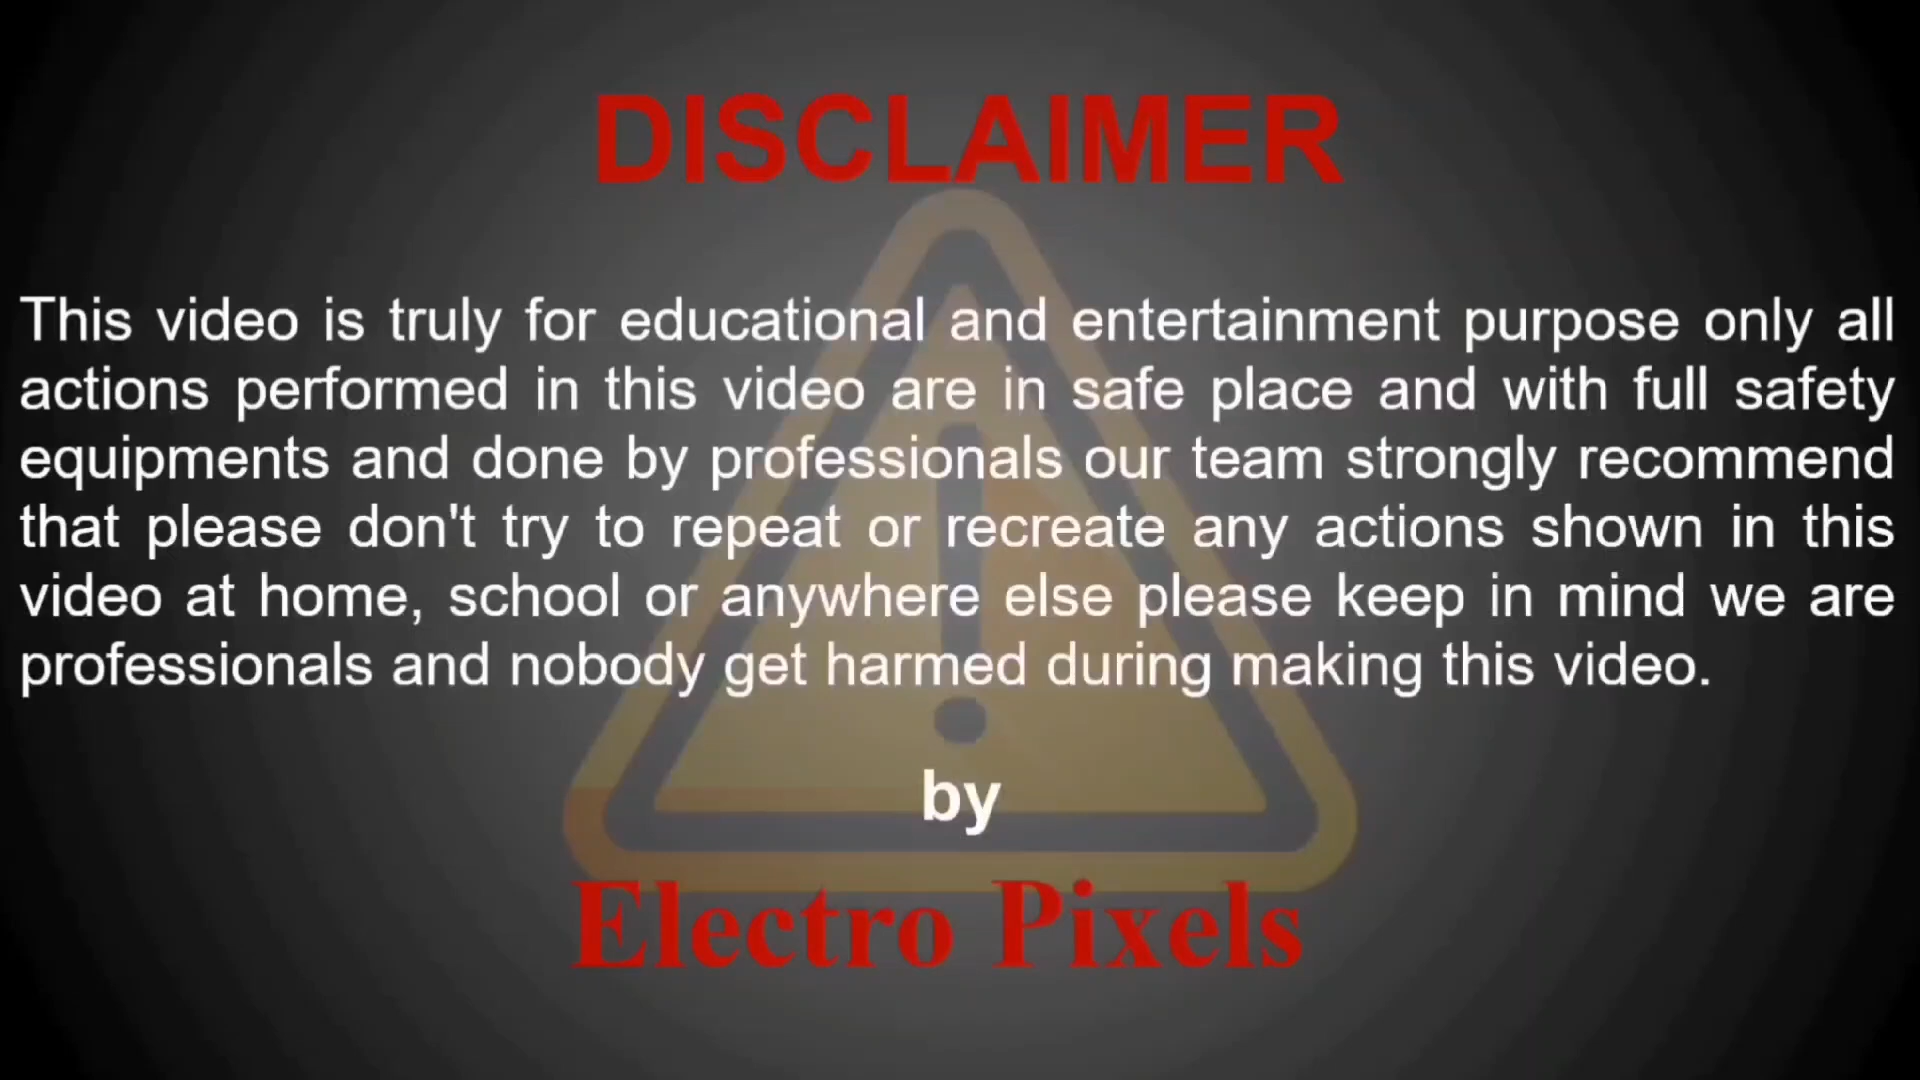 DISCLAIMER
This video is truly for educational and entertainment purpose only all
actions performed in this video are in safe place and with full safety
equipments and done by professionals our team strongly recommend
that please don't try to repeat or recreate any actions shown in this
video at home, school or anywhere else please keep in mind we are
professionals and nobody get harmed during making this video.
by
Electro Pixels